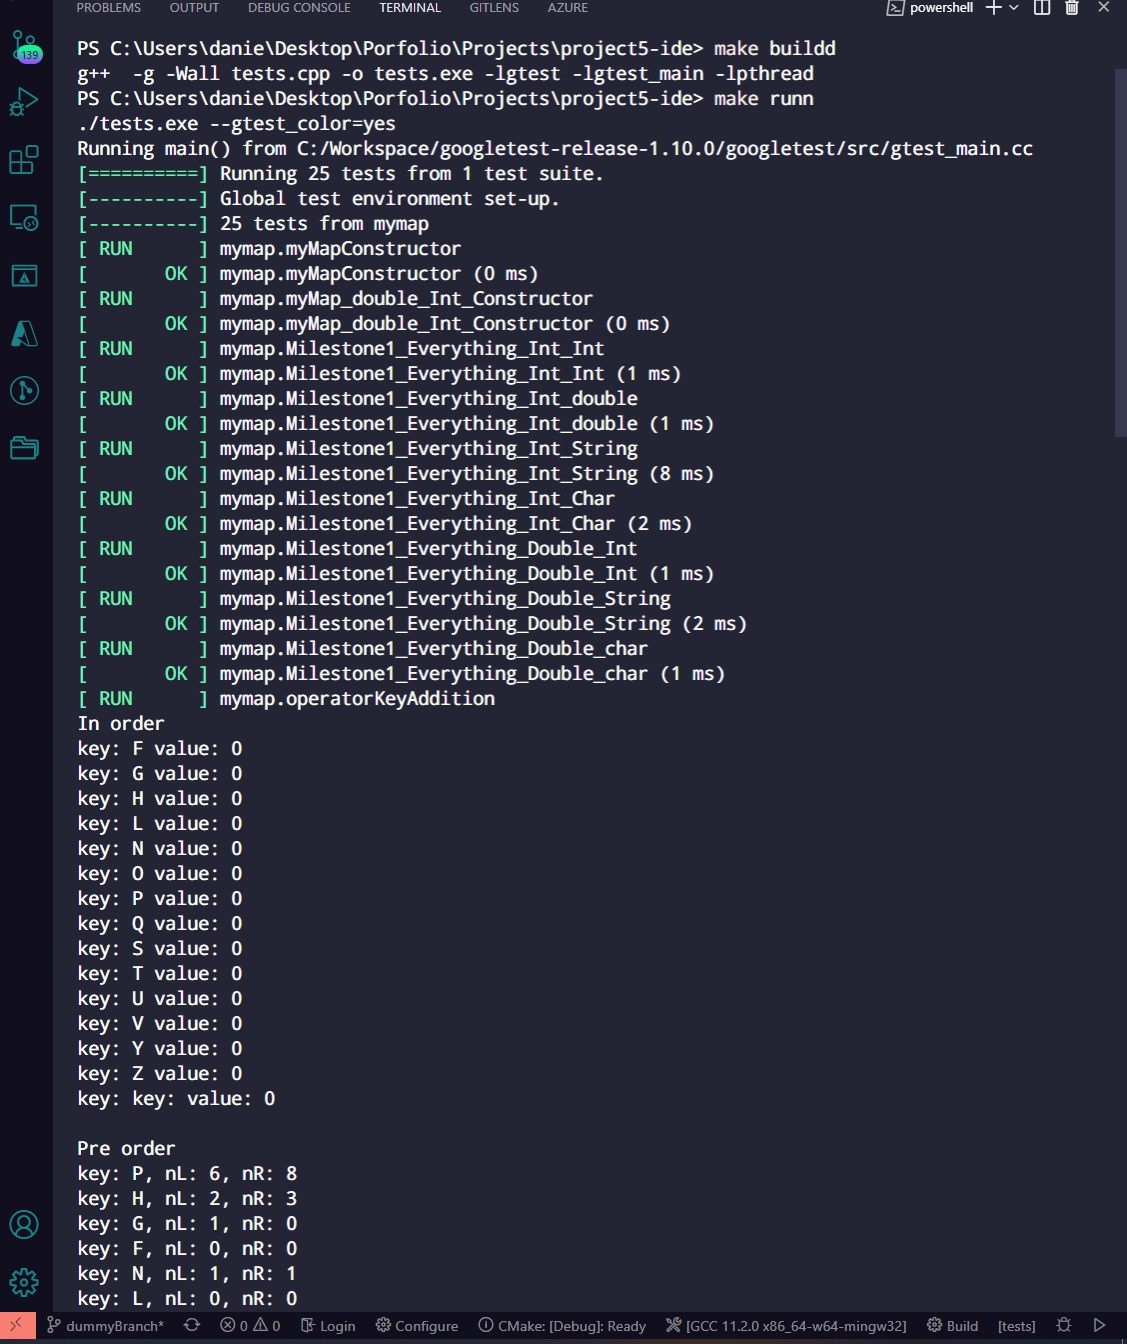 PROBLEMS OUTPUT DEBUG CONSOLE TERMINAL GITLENS AZURE powershell
PS C:\Users\danie\Desktop\Porfolio\Projects\project5-ide> make buildd
g++  -g -Wall tests.cpp -o tests.exe -lgtest -lgtest_main -lpthread
PS C:\Users\danie\Desktop\Porfolio\Projects\project5-ide> make runn
./tests.exe --gtest_color=yes
Running main() from C:/Workspace/googletest-release-1.10.0/googletest/src/gtest_main.cc
[==========] Running 25 tests from 1 test suite.
[----------] Global test environment set-up.
[----------] 25 tests from mymap
[ RUN      ] mymap.myMapConstructor
[       OK ] mymap.myMapConstructor (0 ms)
[ RUN      ] mymap.myMap_double_Int_Constructor
[       OK ] mymap.myMap_double_Int_Constructor (0 ms)
[ RUN      ] mymap.Milestone1_Everything_Int_Int
[       OK ] mymap.Milestone1_Everything_Int_Int (1 ms)
[ RUN      ] mymap.Milestone1_Everything_Int_double
[       OK ] mymap.Milestone1_Everything_Int_double (1 ms)
[ RUN      ] mymap.Milestone1_Everything_Int_String
[       OK ] mymap.Milestone1_Everything_Int_String (8 ms)
[ RUN      ] mymap.Milestone1_Everything_Int_Char
[       OK ] mymap.Milestone1_Everything_Int_Char (2 ms)
[ RUN      ] mymap.Milestone1_Everything_Double_Int
[       OK ] mymap.Milestone1_Everything_Double_Int (1 ms)
[ RUN      ] mymap.Milestone1_Everything_Double_String
[       OK ] mymap.Milestone1_Everything_Double_String (2 ms)
[ RUN      ] mymap.Milestone1_Everything_Double_char
[       OK ] mymap.Milestone1_Everything_Double_char (1 ms)
[ RUN      ] mymap.operatorKeyAddition
In order
key: F value: 0
key: G value: 0
key: H value: 0
key: L value: 0
key: N value: 0
key: O value: 0
key: P value: 0
key: Q value: 0
key: S value: 0
key: T value: 0
key: U value: 0
key: V value: 0
key: Y value: 0
key: Z value: 0
key: key: value: 0
Pre order
key: P, nL: 6, nR: 8
key: H, nL: 2, nR: 3
key: G, nL: 1, nR: 0
key: F, nL: 0, nR: 0
key: N, nL: 1, nR: 1
key: L, nL: 0, nR: 0
139
dummyBranch* 0 0 Login Configure CMake: [Debug]: Ready [GCC 11.2.0 x86_64-w64-mingw32] Build [tests]